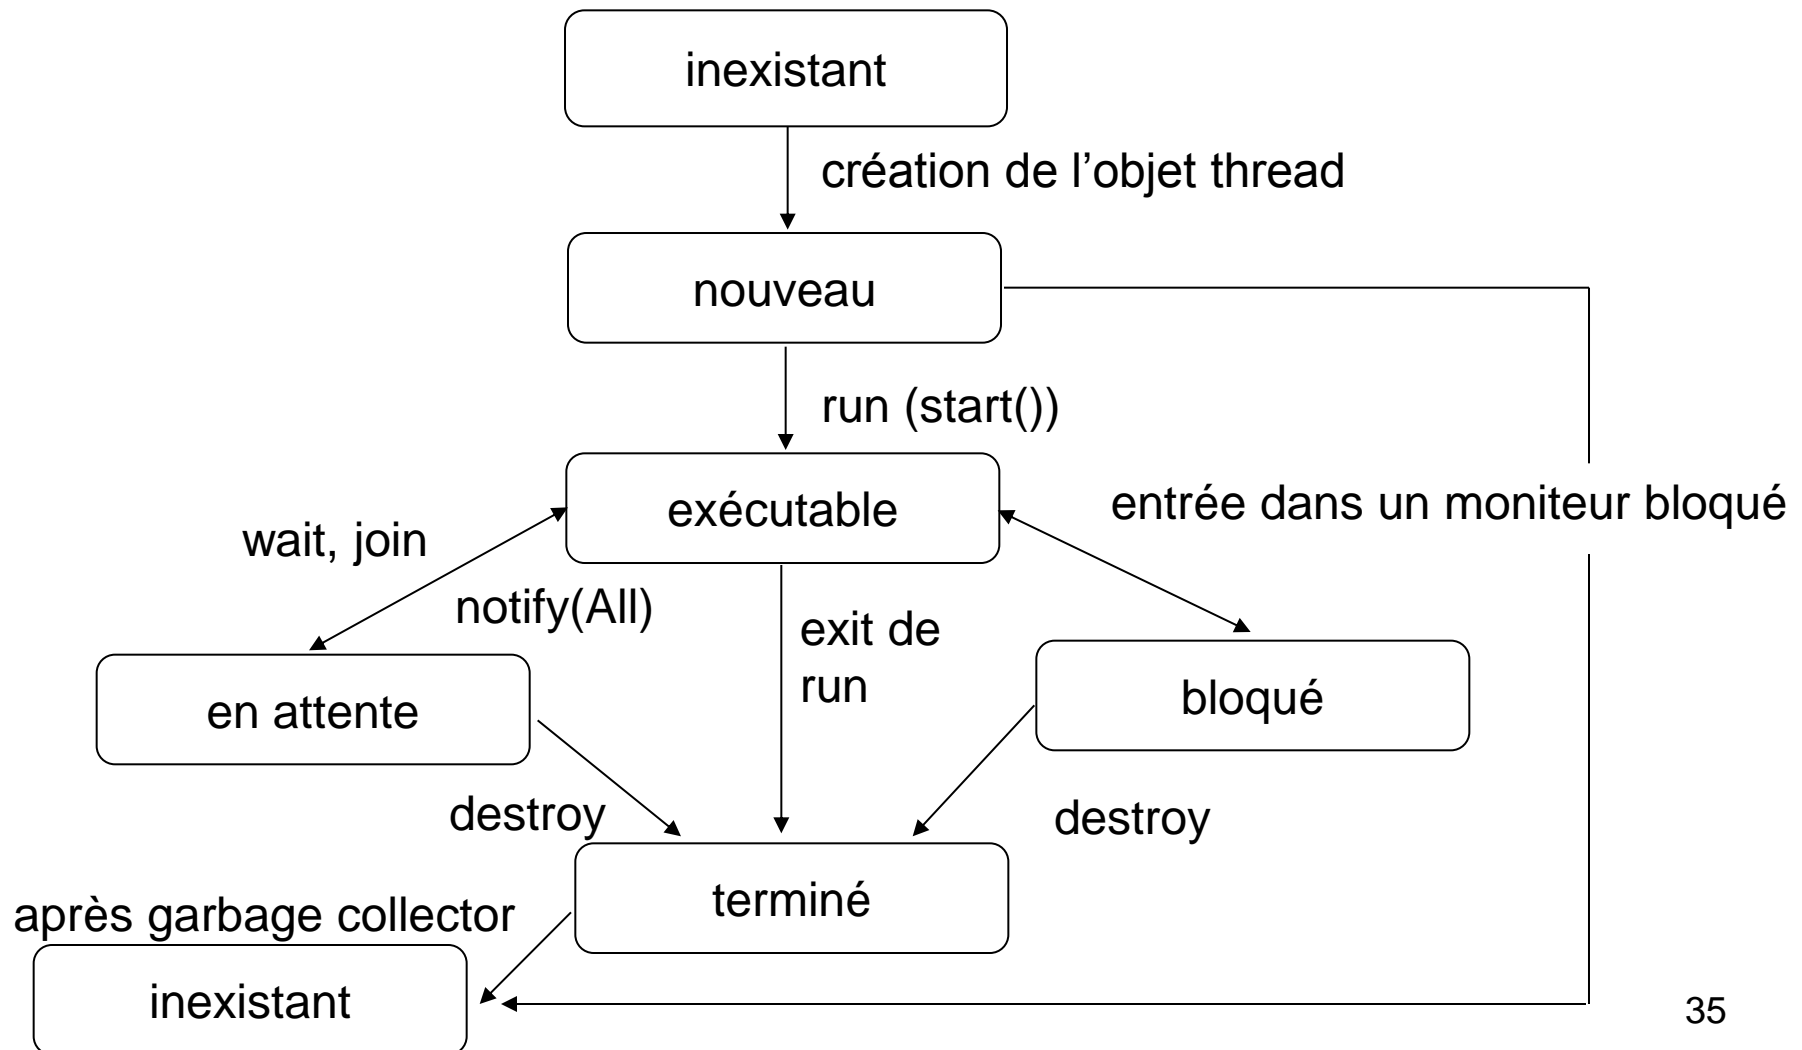 inexistant
création de l’objet thread
nouveau
run (start())
exécutable
entrée dans un moniteur bloqué
wait, join
notify(All)
exit de
run
en attente
bloqué
destroy
destroy
terminé
après garbage collector
inexistant
35